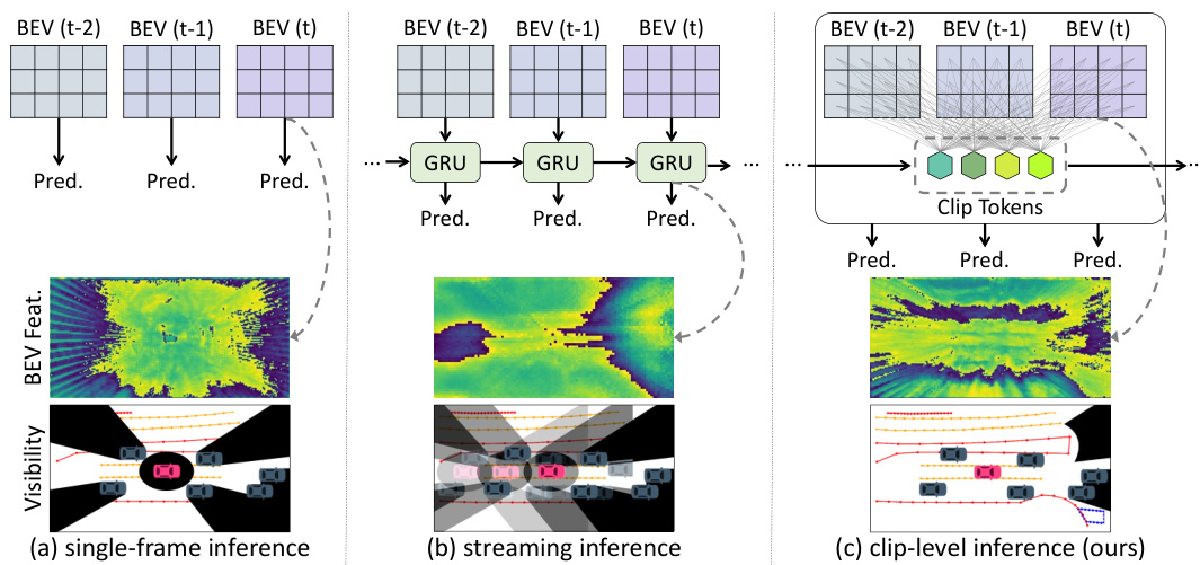 BEV (t-2) BEV (t-1) BEV (t)
Pred. Pred. Pred.
BEV Feat.
Visibility
(a) single-frame inference
BEV (t-2) BEV (t-1) BEV (t)
... GRU GRU GRU ...
Pred. Pred. Pred.
(b) streaming inference
BEV (t-2) BEV (t-1) BEV (t)
... ...
Clip Tokens
Pred. Pred. Pred.
(c) clip-level inference (ours)